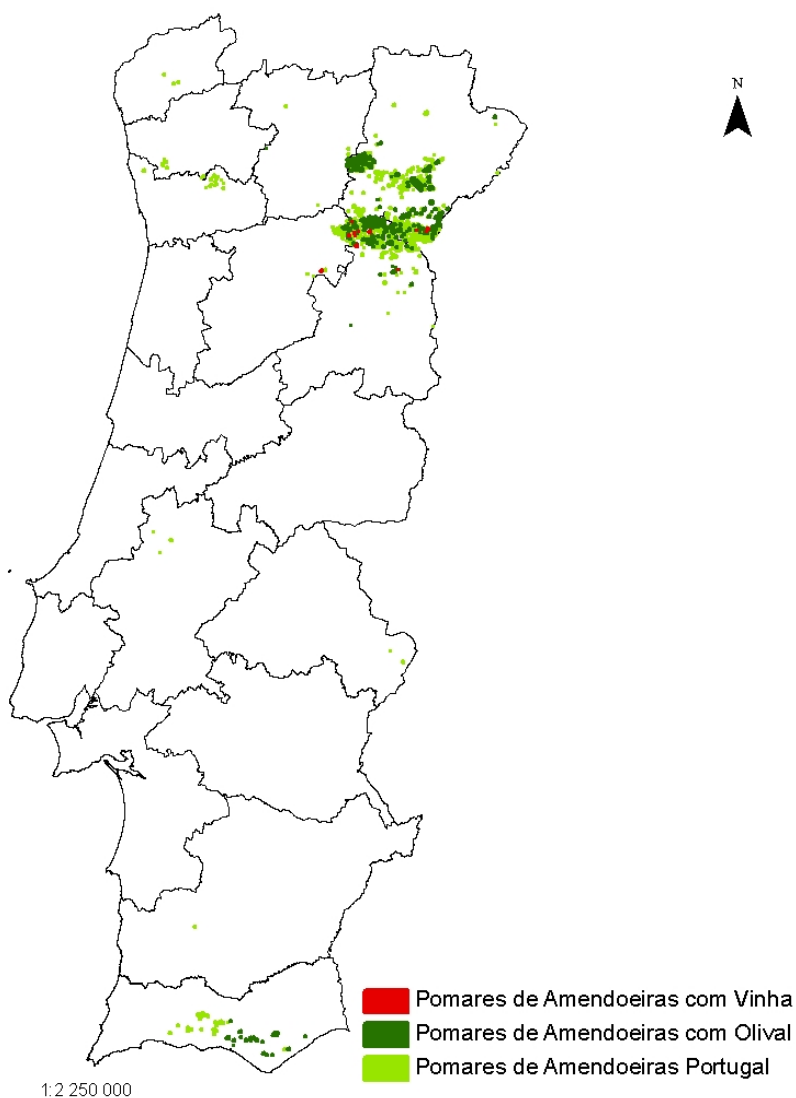 N
Pomares de Amendoeiras com Vinha
Pomares de Amendoeiras com Olival
Pomares de Amendoeiras Portugal
1:2 250 000